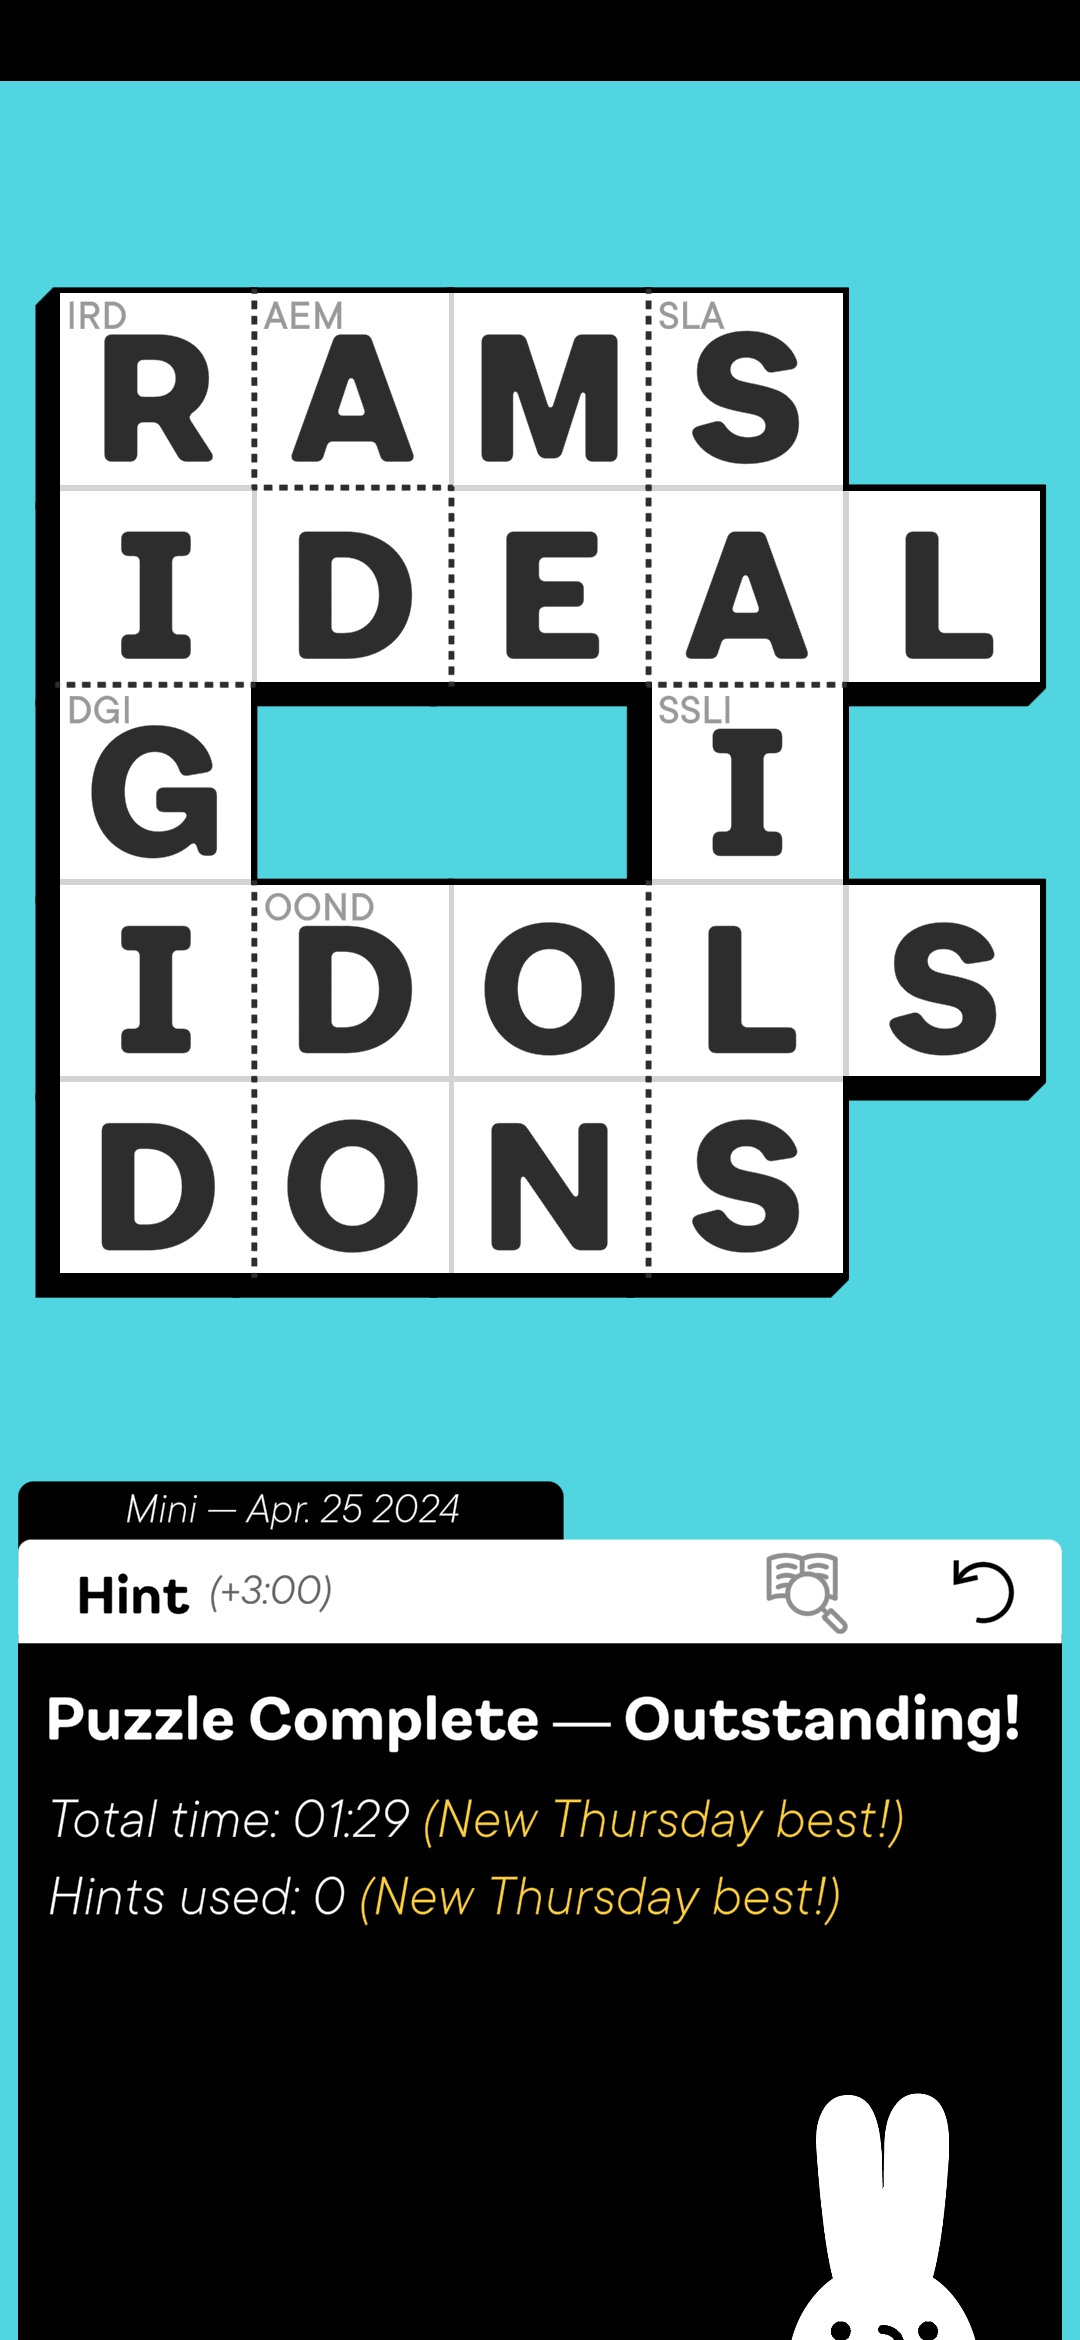 IRD AEM SLA
R A M S
I D E A L
DGI SSLI
G I
OOND
I D O L S
D O N S
Mini — Apr. 25 2024
Hint (+3:00)
Puzzle Complete — Outstanding!
Total time: 01:29 (New Thursday best!)
Hints used: 0 (New Thursday best!)